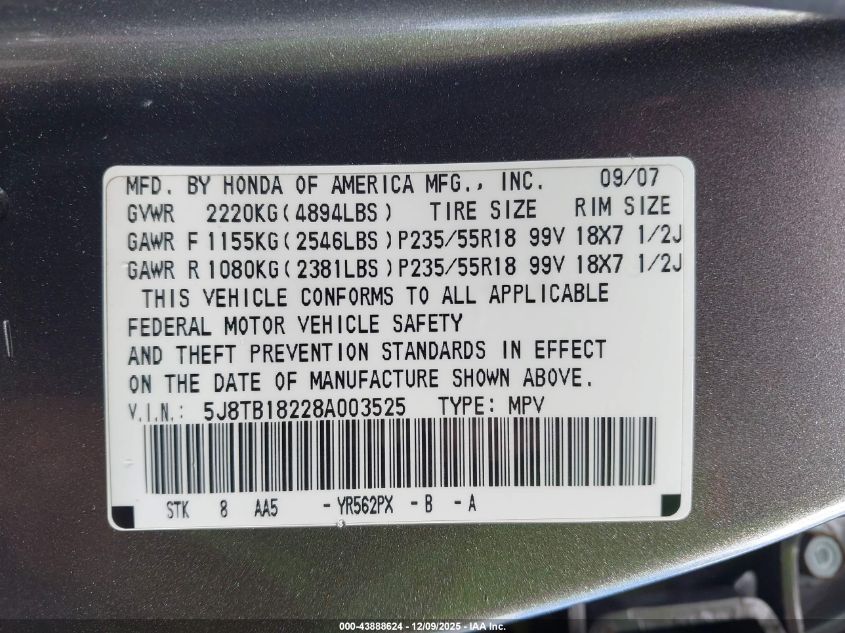 MFD. BY HONDA OF AMERICA MFG., INC. 09/07
GVWR 2220KG(4894LBS) TIRE SIZE RIM SIZE
GAWR F 1155KG(2546LBS)P235/55R18 99V 18X7 1/2J
GAWR R 1080KG(2381LBS)P235/55R18 99V 18X7 1/2J
THIS VEHICLE CONFORMS TO ALL APPLICABLE
FEDERAL MOTOR VEHICLE SAFETY
AND THEFT PREVENTION STANDARDS IN EFFECT
ON THE DATE OF MANUFACTURE SHOWN ABOVE.
V.I.N.: 5J8TB18228A003525 TYPE: MPV
STK 8 AA5 -YR562PX -B -A
000-43888624 - 12/09/2025 - IAA Inc.